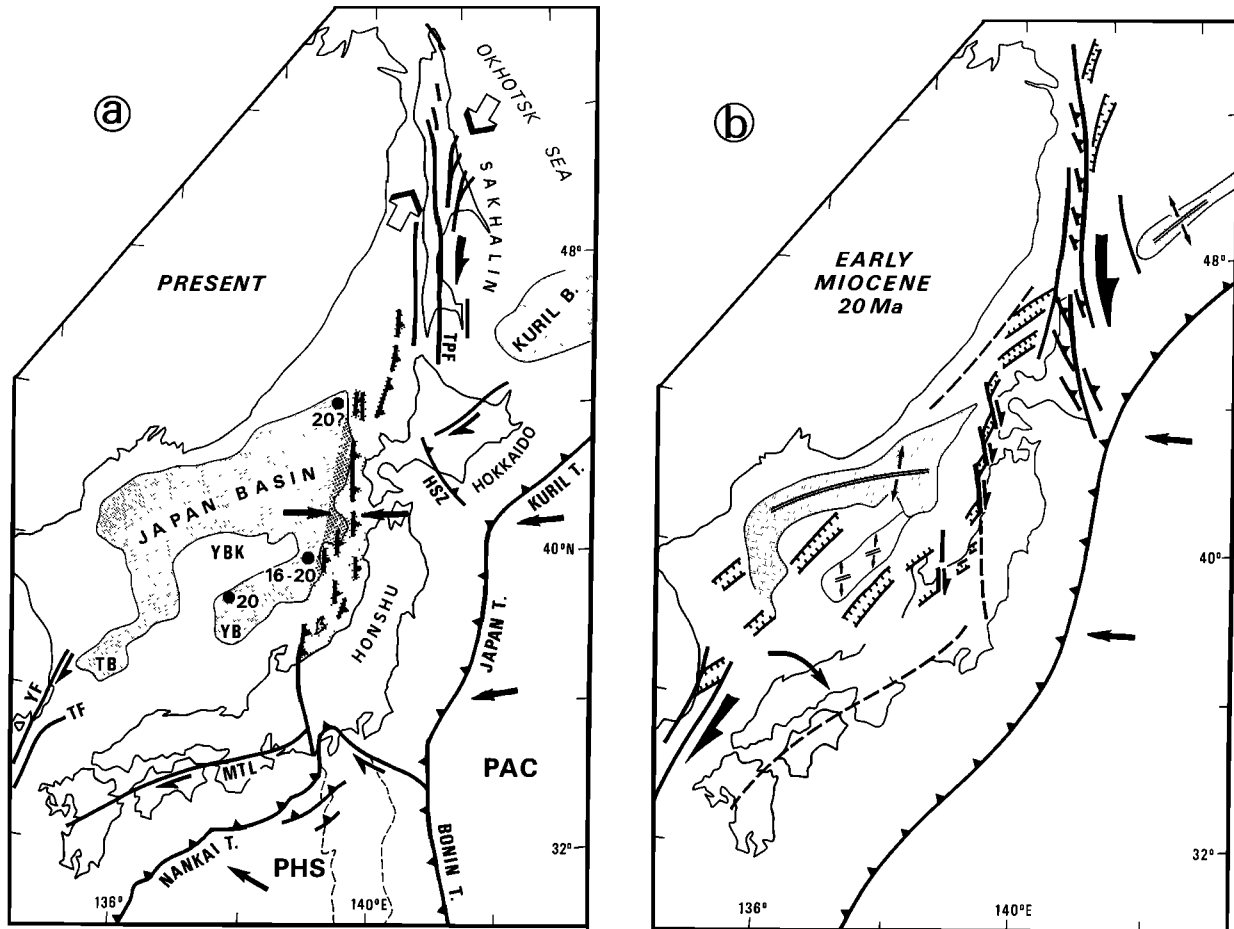 a
OKHOTSK
SEA
SAKHALIN
PRESENT
48°
KURIL B.
TPF
20?
JAPAN BASIN
HSZ
HOKKAIDO
KURIL T.
YBK
40°N
16-20
20
YB
HONSHU
JAPAN T.
TB
YF
TF
PAC
MTL
NANKAI T.
PHS
BONIN T.
32°
136°
140°E
b
EARLY
MIOCENE
20 Ma
48°
40°
32°
136°
140°E